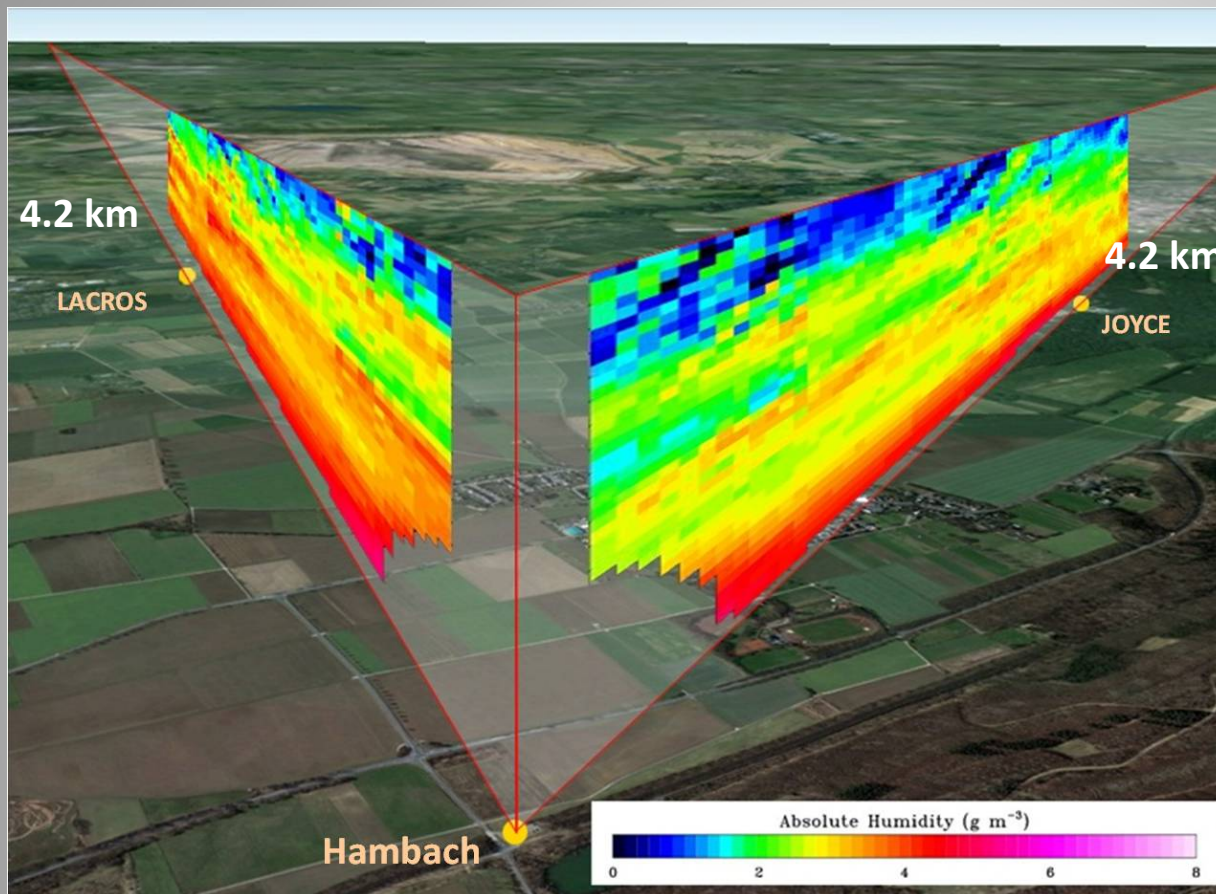 4.2 km
LACROS
4.2 km
JOYCE
Hambach
Absolute Humidity (g m⁻³)
0 2 4 6 8